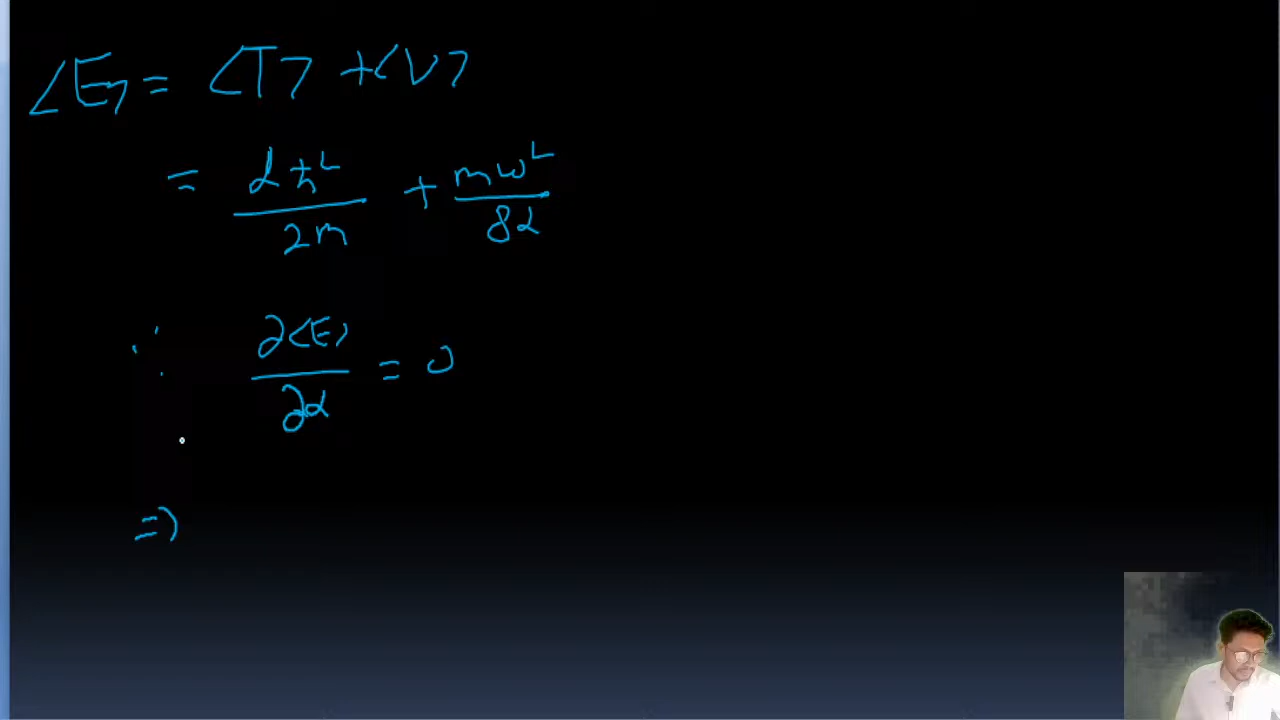 <E> = <T> + <V>
= αħ²/2m + mω²/8α
∴ ∂<E>/∂α = 0
=>